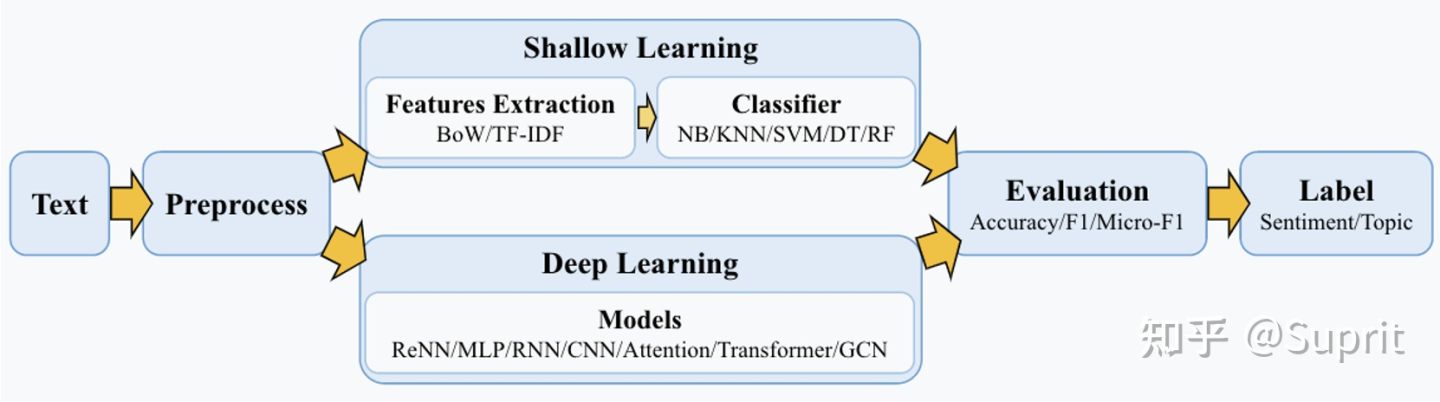 Shallow Learning
Features Extraction
BoW/TF-IDF
Classifier
NB/KNN/SVM/DT/RF
Text
Preprocess
Evaluation
Accuracy/F1/Micro-F1
Label
Sentiment/Topic
Deep Learning
Models
ReNN/MLP/RNN/CNN/Attention/Transformer/GCN
知乎 @Suprit